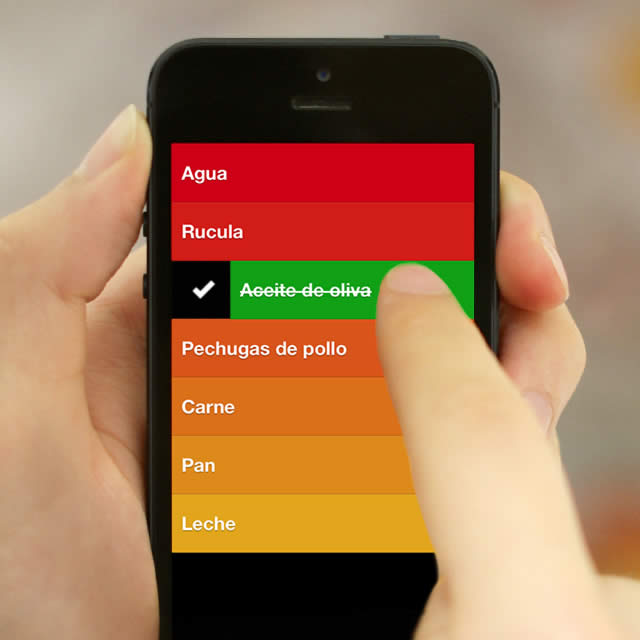 Agua
Rucula
Aceite de oliva
Pechugas de pollo
Carne
Pan
Leche